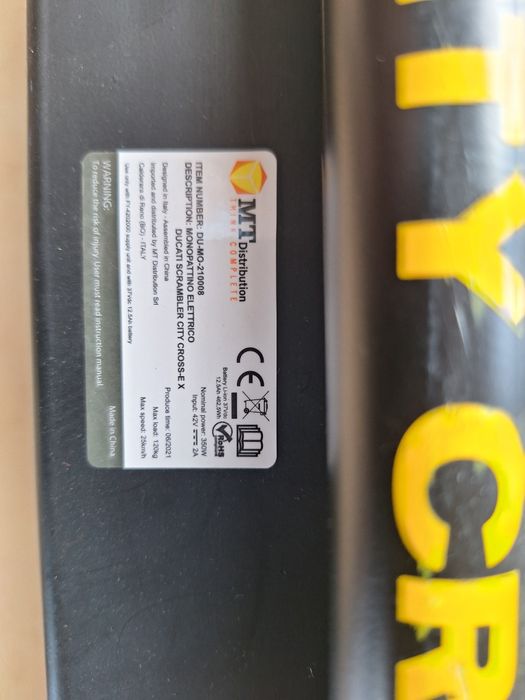 TY CR
MT Distribution
THINK COMPLETE
CE
RoHS
Battery Li-ion 37Vdc
12.5Ah 462.5Wh
ITEM NUMBER: DU-MO-210008
DESCRIPTION: MONOPATTINO ELETTRICO
DUCATI SCRAMBLER CITY CROSS-E X
Nominal power: 350W
Input: 42V 2A
Designed in Italy - Assembled in China
Imported and distributed by MT Distribution Srl
Calderara di Reno (BO) - ITALY
Produce time: 06/2021
Max load: 120kg
Max speed: 25km/h
Use only with FY-4202000 supply unit and with 37Vdc 12.5Ah battery
WARNING:
To reduce the risk of injury. User must read instruction manual.
Made in China